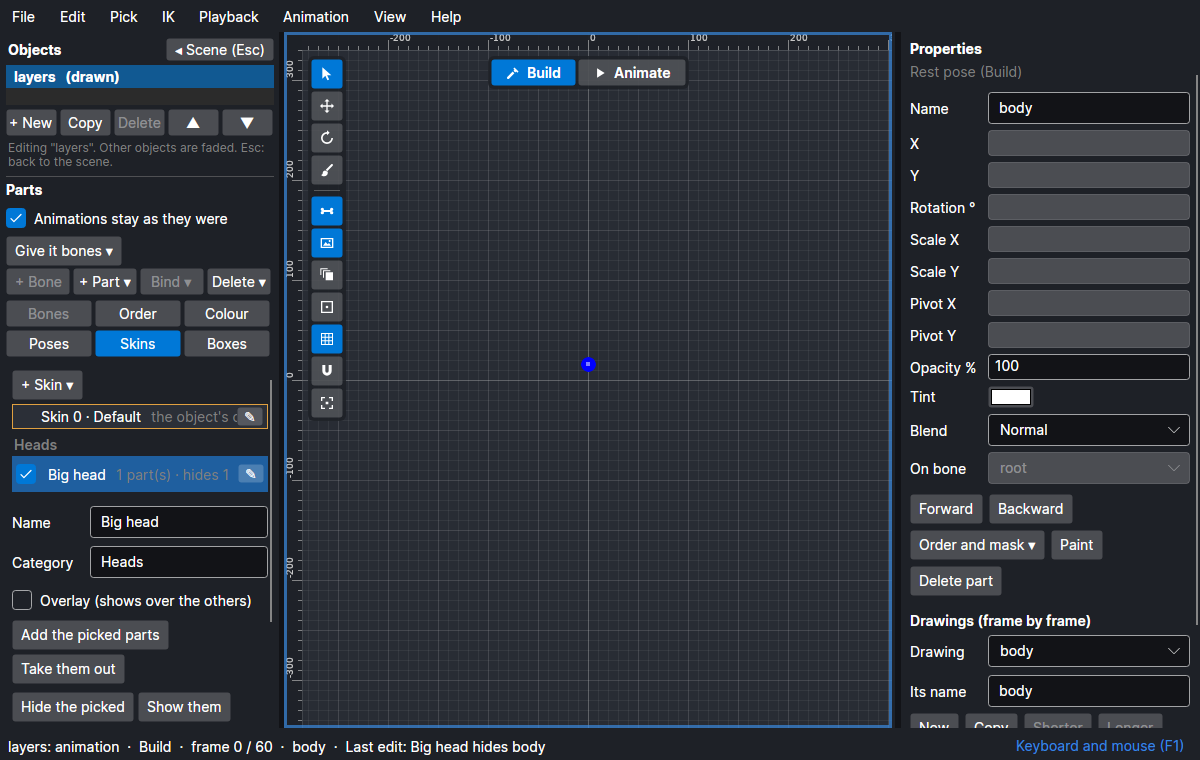 File Edit Pick IK Playback Animation View Help
Objects
◂ Scene (Esc)
layers (drawn)
+ New Copy Delete ▲ ▼
Editing "layers". Other objects are faded. Esc:
back to the scene.
Parts
Animations stay as they were
Give it bones ▾
+ Bone + Part ▾ Bind ▾ Delete ▾
Bones Order Colour
Poses Skins Boxes
+ Skin ▾
Skin 0 · Default the object's
Heads
Big head 1 part(s) · hides 1
Name Big head
Category Heads
Overlay (shows over the others)
Add the picked parts
Take them out
Hide the picked Show them
-200 -100 0 100 200
300
200
100
0
-100
-200
-300
Build Animate
Properties
Rest pose (Build)
Name body
X
Y
Rotation °
Scale X
Scale Y
Pivot X
Pivot Y
Opacity % 100
Tint
Blend Normal
On bone root
Forward Backward
Order and mask ▾ Paint
Delete part
Drawings (frame by frame)
Drawing body
Its name body
New Copy Shorter Longer
layers: animation · Build · frame 0 / 60 · body · Last edit: Big head hides body
Keyboard and mouse (F1)